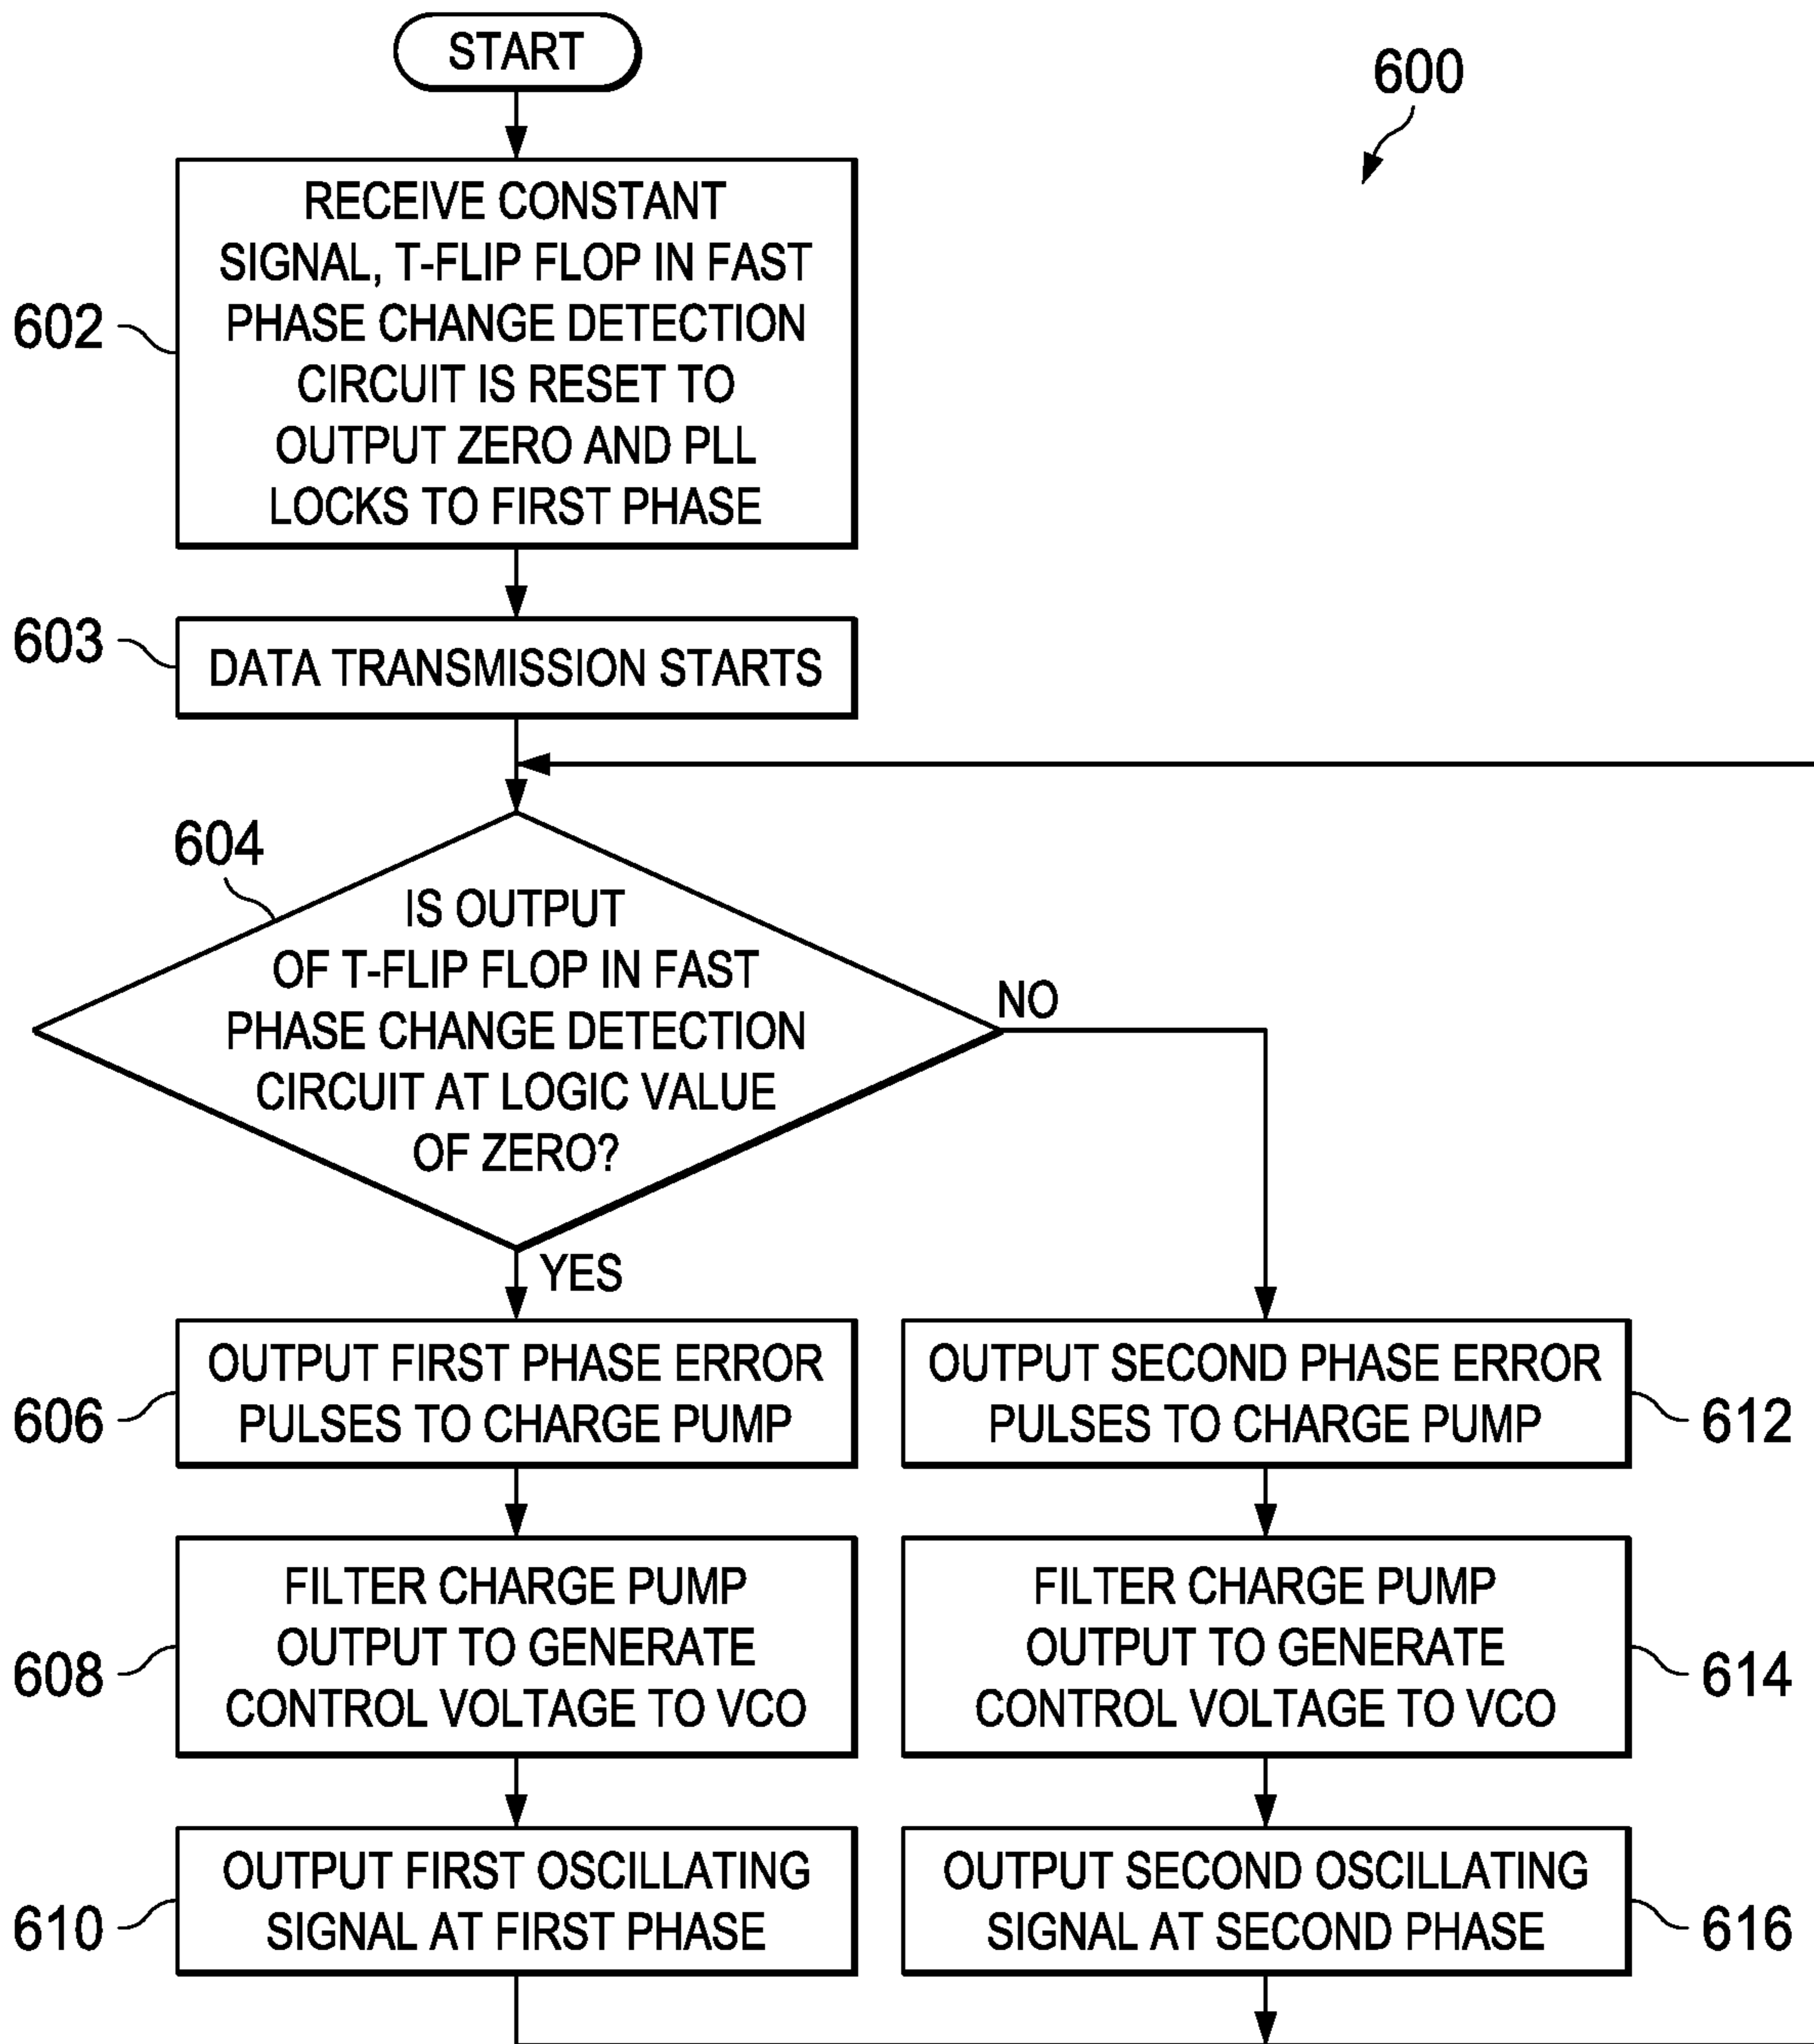 START
600
RECEIVE CONSTANT
SIGNAL, T-FLIP FLOP IN FAST
PHASE CHANGE DETECTION
CIRCUIT IS RESET TO
OUTPUT ZERO AND PLL
LOCKS TO FIRST PHASE
602
603
DATA TRANSMISSION STARTS
604
IS OUTPUT
OF T-FLIP FLOP IN FAST
PHASE CHANGE DETECTION
CIRCUIT AT LOGIC VALUE
OF ZERO?
NO
YES
OUTPUT FIRST PHASE ERROR
PULSES TO CHARGE PUMP
606
OUTPUT SECOND PHASE ERROR
PULSES TO CHARGE PUMP
612
FILTER CHARGE PUMP
OUTPUT TO GENERATE
CONTROL VOLTAGE TO VCO
608
FILTER CHARGE PUMP
OUTPUT TO GENERATE
CONTROL VOLTAGE TO VCO
614
OUTPUT FIRST OSCILLATING
SIGNAL AT FIRST PHASE
610
OUTPUT SECOND OSCILLATING
SIGNAL AT SECOND PHASE
616